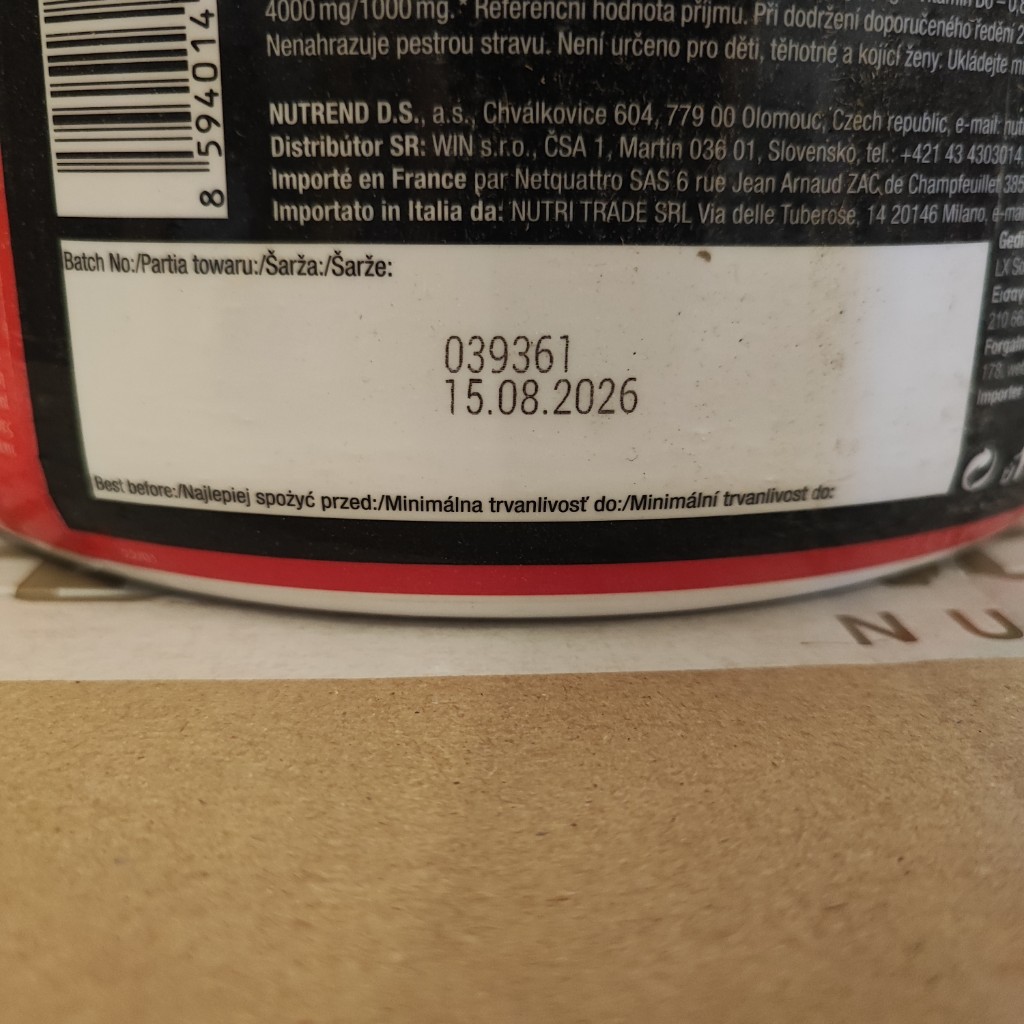 4000 mg/1000 mg. * Referenční hodnota příjmu. Při dodržení doporučeného ředění
Nenahrazuje pestrou stravu. Není určeno pro děti, těhotné a kojící ženy. Ukládejte
NUTREND D.S., a.s., Chválkovice 604, 779 00 Olomouc, Czech republic, e-mail:
Distribútor SR: WIN s.r.o., ČSA 1, Martin 036 01, Slovensko, tel.: +421 43 4303014,
Importé en France par Netquattro SAS 6 rue Jean Arnaud ZAC de Champfeuillet 385
Importato in Italia da: NUTRI TRADE SRL Via delle Tuberose, 14 20146 Milano,
8 594014
Batch No:/Partia towaru:/Šarža:/Šarže:
039361
15.08.2026
Best before:/Najlepiej spożyć przed:/Minimálna trvanlivosť do:/Minimální trvanlivost do:
Importer
N U